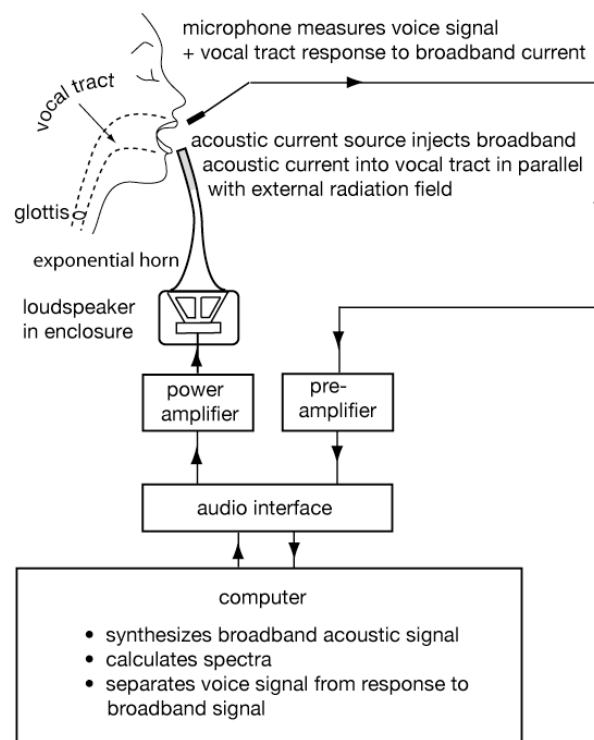 microphone measures voice signal
+ vocal tract response to broadband current
vocal tract
acoustic current source injects broadband
acoustic current into vocal tract in parallel
with external radiation field
glottis
exponential horn
loudspeaker
in enclosure
power
amplifier
pre-
amplifier
audio interface
computer
• synthesizes broadband acoustic signal
• calculates spectra
• separates voice signal from response to
broadband signal